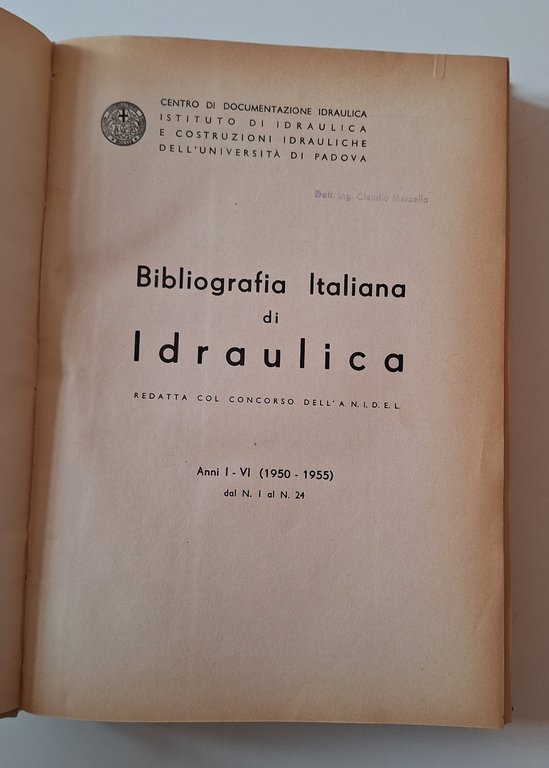 CENTRO DI DOCUMENTAZIONE IDRAULICA
ISTITUTO DI IDRAULICA
E COSTRUZIONI IDRAULICHE
DELL'UNIVERSITÀ DI PADOVA
Dott. Ing. Claudio Marcello
Bibliografia Italiana
di
Idraulica
REDATTA COL CONCORSO DELL'A.N.I.D.E.L.
Anni I - VI (1950 - 1955)
dal N. 1 al N. 24